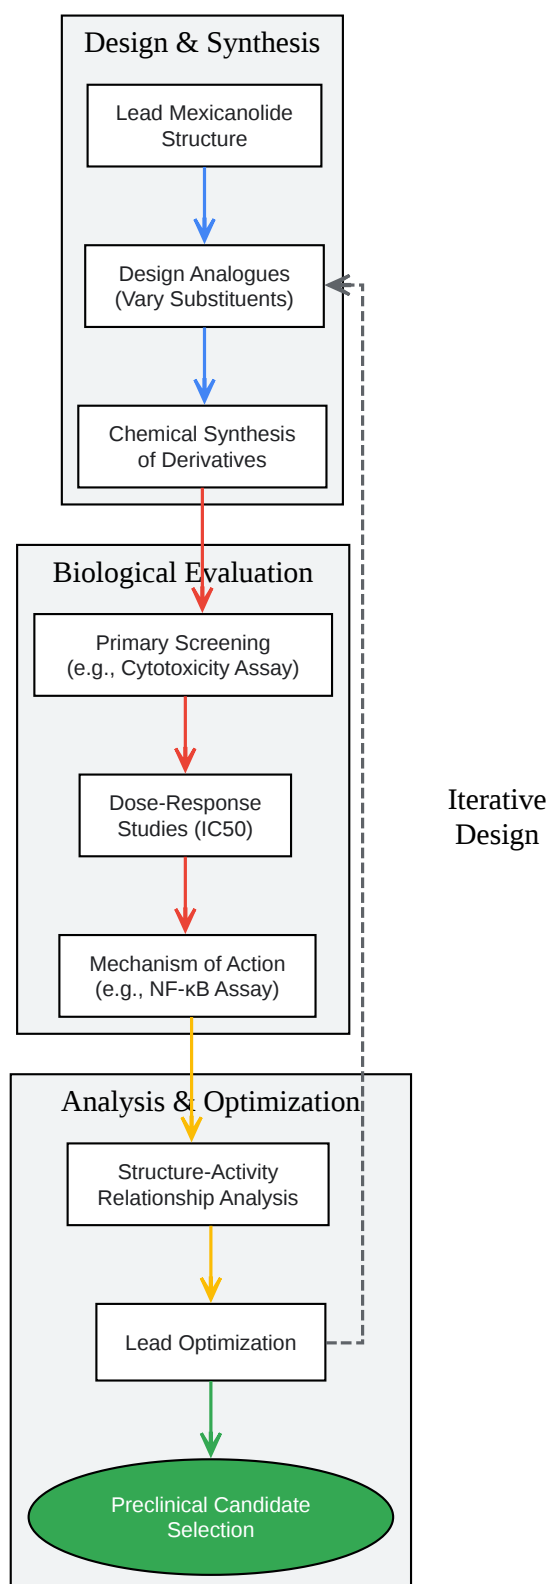 Design & Synthesis
Lead Mexicanolide
Structure
Design Analogues
(Vary Substituents)
Chemical Synthesis
of Derivatives
Biological Evaluation
Primary Screening
(e.g., Cytotoxicity Assay)
Dose-Response
Studies (IC50)
Iterative
Design
Mechanism of Action
(e.g., NF-κB Assay)
Analysis & Optimization
Structure-Activity
Relationship Analysis
Lead Optimization
Preclinical Candidate
Selection